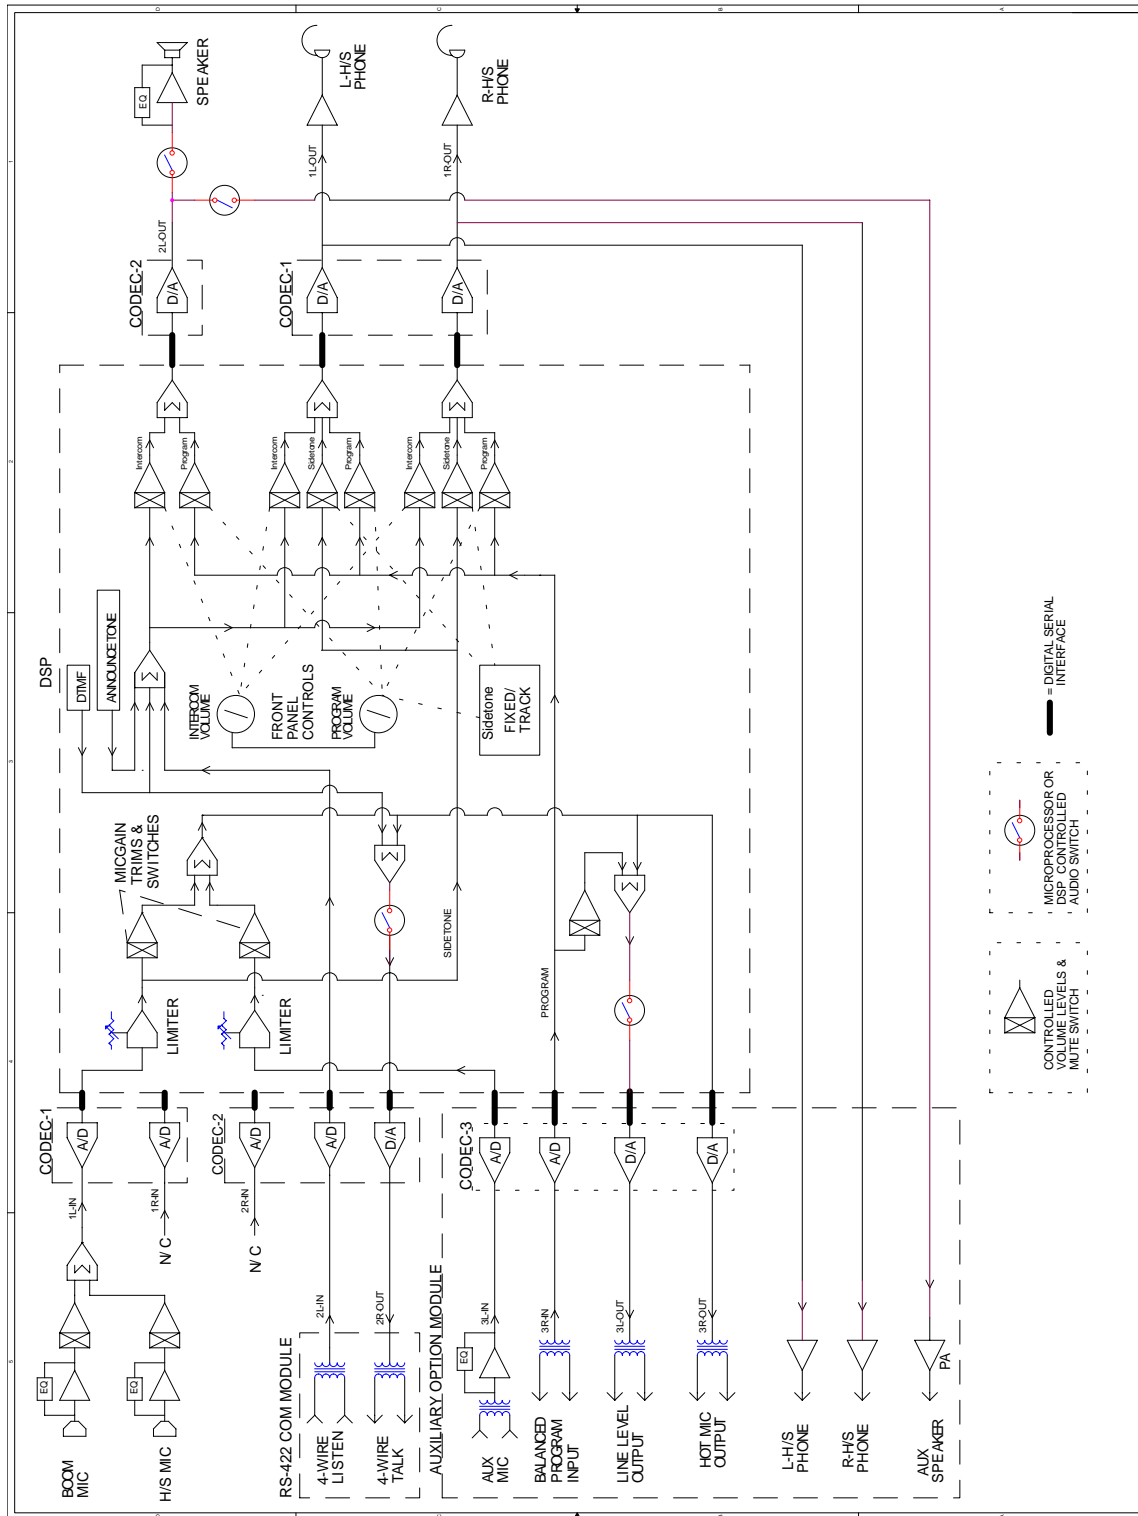 SPEAKER
EQ
L-H/S
PHONE
R-H/S
PHONE
1L-OUT
1R-OUT
2L-OUT
CODEC-2
D/A
CODEC-1
D/A
D/A
DSP
Σ
Σ
Σ
Intercom
Program
Intercom
Sidetone
Program
Intercom
Sidetone
Program
DTMF
ANNOUNCE TONE
Σ
INTERCOM
VOLUME
FRONT
PANEL
CONTROLS
PROGRAM
VOLUME
Sidetone
FIXED/
TRACK
MIC GAIN
TRIMS &
SWITCHES
Σ
Σ
SIDETONE
Σ
PROGRAM
LIMITER
LIMITER
CODEC-1
A/D
A/D
CODEC-2
A/D
A/D
D/A
CODEC-3
A/D
A/D
D/A
D/A
1L-IN
1R-IN
N/C
2R-IN
N/C
Σ
2L-IN
2R-OUT
3L-IN
3R-IN
3L-OUT
3R-OUT
EQ
EQ
EQ
BOOM
MIC
H/S MIC
RS-422 COM MODULE
4-WIRE
LISTEN
4-WIRE
TALK
AUXILIARY OPTION MODULE
AUX
MIC
BALANCED
PROGRAM
INPUT
LINE LEVEL
OUTPUT
HOT MIC
OUTPUT
L-H/S
PHONE
R-H/S
PHONE
PA
AUX
SPEAKER
CONTROLLED
VOLUME LEVELS &
MUTE SWITCH
MICROPROCESSOR OR
DSP CONTROLLED
AUDIO SWITCH
= DIGITAL SERIAL
INTERFACE